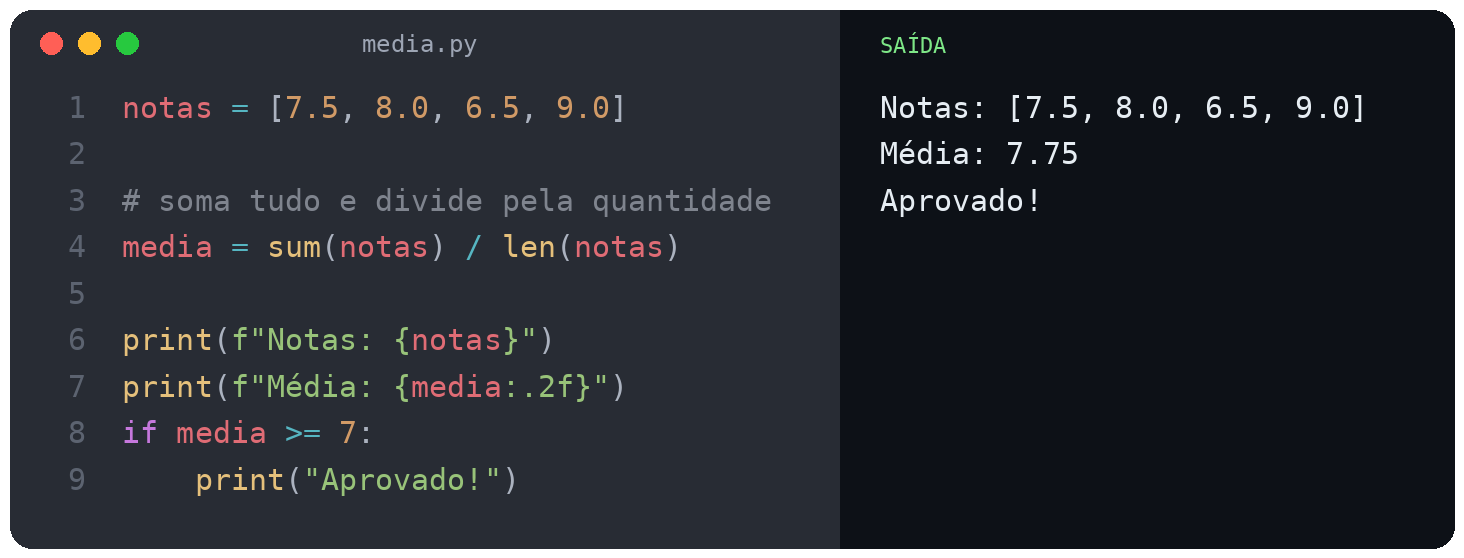 media.py
1 notas = [7.5, 8.0, 6.5, 9.0]
2
3 # soma tudo e divide pela quantidade
4 media = sum(notas) / len(notas)
5
6 print(f"Notas: {notas}")
7 print(f"Média: {media:.2f}")
8 if media >= 7:
9     print("Aprovado!")
SAÍDA
Notas: [7.5, 8.0, 6.5, 9.0]
Média: 7.75
Aprovado!